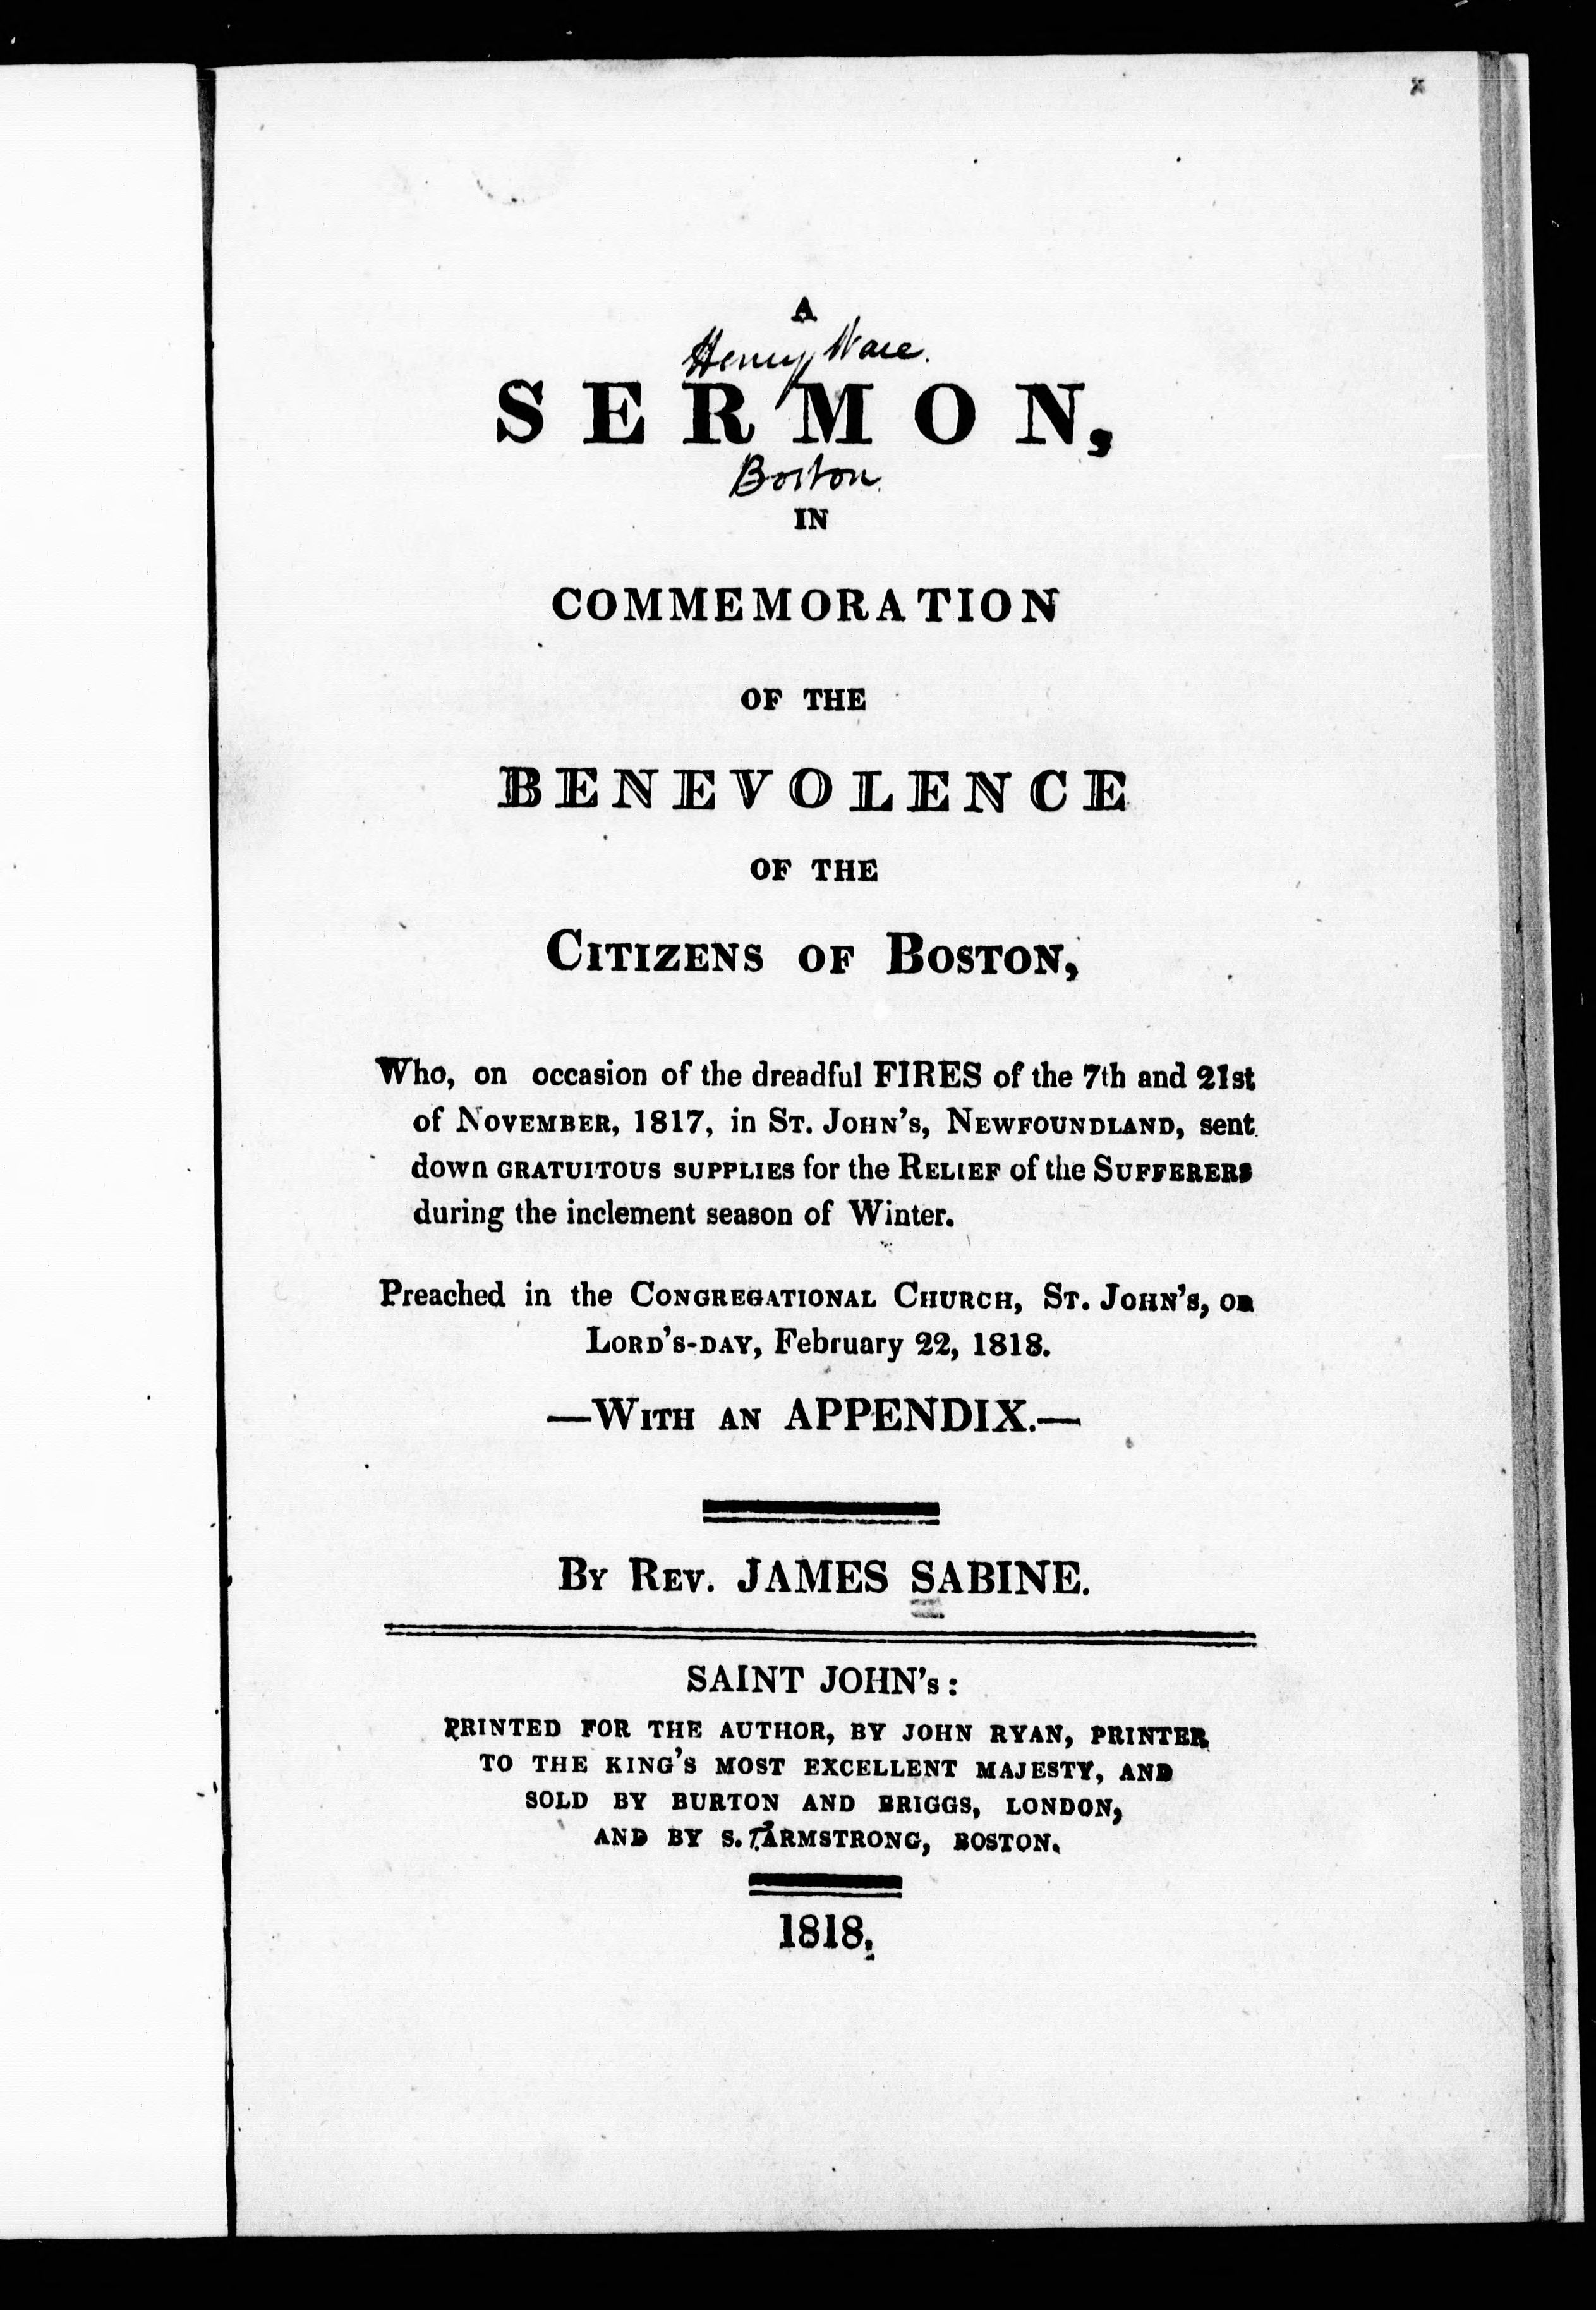 A
Henry Ware.
SERMON,
Boston.
IN
COMMEMORATION
OF THE
BENEVOLENCE
OF THE
CITIZENS OF BOSTON,
Who, on occasion of the dreadful FIRES of the 7th and 21st
of NOVEMBER, 1817, in ST. JOHN'S, NEWFOUNDLAND, sent
down GRATUITOUS SUPPLIES for the RELIEF of the SUFFERERS
during the inclement season of Winter.
Preached in the CONGREGATIONAL CHURCH, ST. JOHN's, on
LORD'S-DAY, February 22, 1818.
—WITH AN APPENDIX.—
BY REV. JAMES SABINE.
SAINT JOHN's:
PRINTED FOR THE AUTHOR, BY JOHN RYAN, PRINTER
TO THE KING'S MOST EXCELLENT MAJESTY, AND
SOLD BY BURTON AND BRIGGS, LONDON,
AND BY S. T. ARMSTRONG, BOSTON.
1818.